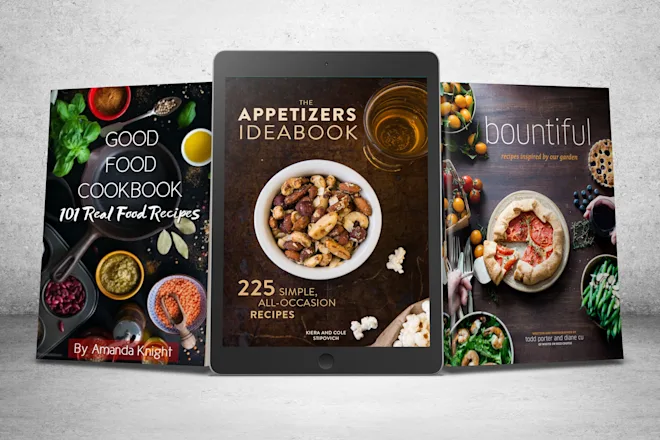 GOOD
FOOD
COOKBOOK
101 Real Food Recipes
By Amanda Knight
THE
APPETIZERS
IDEABOOK
225 SIMPLE,
ALL-OCCASION
RECIPES
KIERA AND COLE
STIPOVICH
bountiful
recipes inspired by our garden
todd porter and diane cu